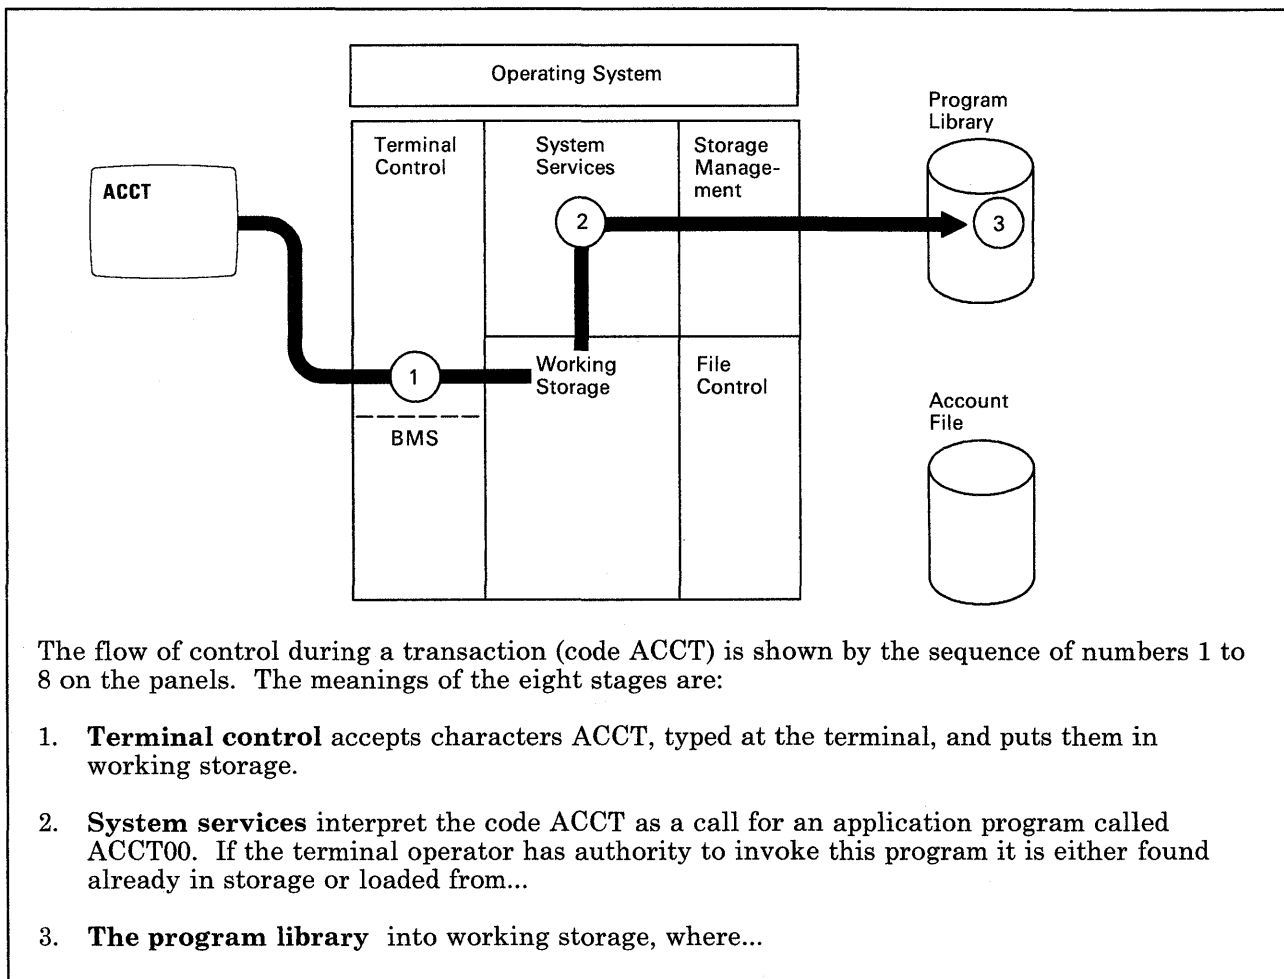 Operating System
Terminal
Control
System
Services
Storage
Manage-
ment
Program
Library
ACCT
2
3
1
Working
Storage
File
Control
BMS
Account
File
The flow of control during a transaction (code ACCT) is shown by the sequence of numbers 1 to
8 on the panels. The meanings of the eight stages are:
1. Terminal control accepts characters ACCT, typed at the terminal, and puts them in
working storage.
2. System services interpret the code ACCT as a call for an application program called
ACCT00. If the terminal operator has authority to invoke this program it is either found
already in storage or loaded from...
3. The program library into working storage, where...